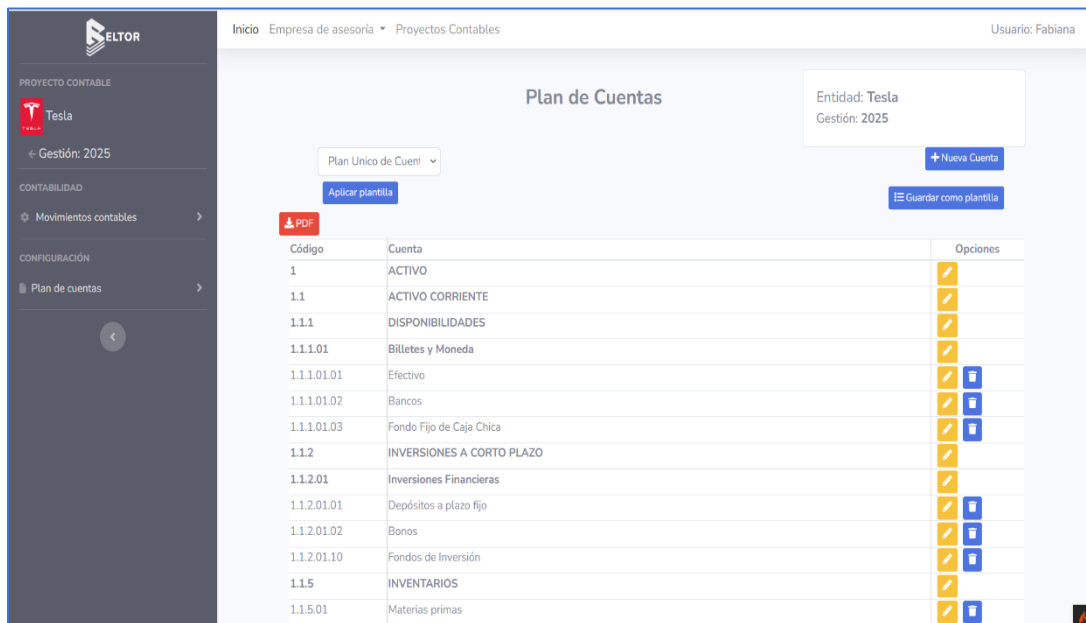 ELTOR
Inicio Empresa de asesoría Proyectos Contables Usuario: Fabiana
PROYECTO CONTABLE
TESLA
Tesla
Gestión: 2025
CONTABILIDAD
Movimientos contables
CONFIGURACIÓN
Plan de cuentas
Plan de Cuentas
Entidad: Tesla
Gestión: 2025
Plan Unico de Cuent
Nueva Cuenta
Aplicar plantilla
Guardar como plantilla
PDF
Código Cuenta Opciones
1 ACTIVO
1.1 ACTIVO CORRIENTE
1.1.1 DISPONIBILIDADES
1.1.1.01 Billetes y Moneda
1.1.1.01.01 Efectivo
1.1.1.01.02 Bancos
1.1.1.01.03 Fondo Fijo de Caja Chica
1.1.2 INVERSIONES A CORTO PLAZO
1.1.2.01 Inversiones Financieras
1.1.2.01.01 Depósitos a plazo fijo
1.1.2.01.02 Bonos
1.1.2.01.10 Fondos de Inversión
1.1.5 INVENTARIOS
1.1.5.01 Materias primas